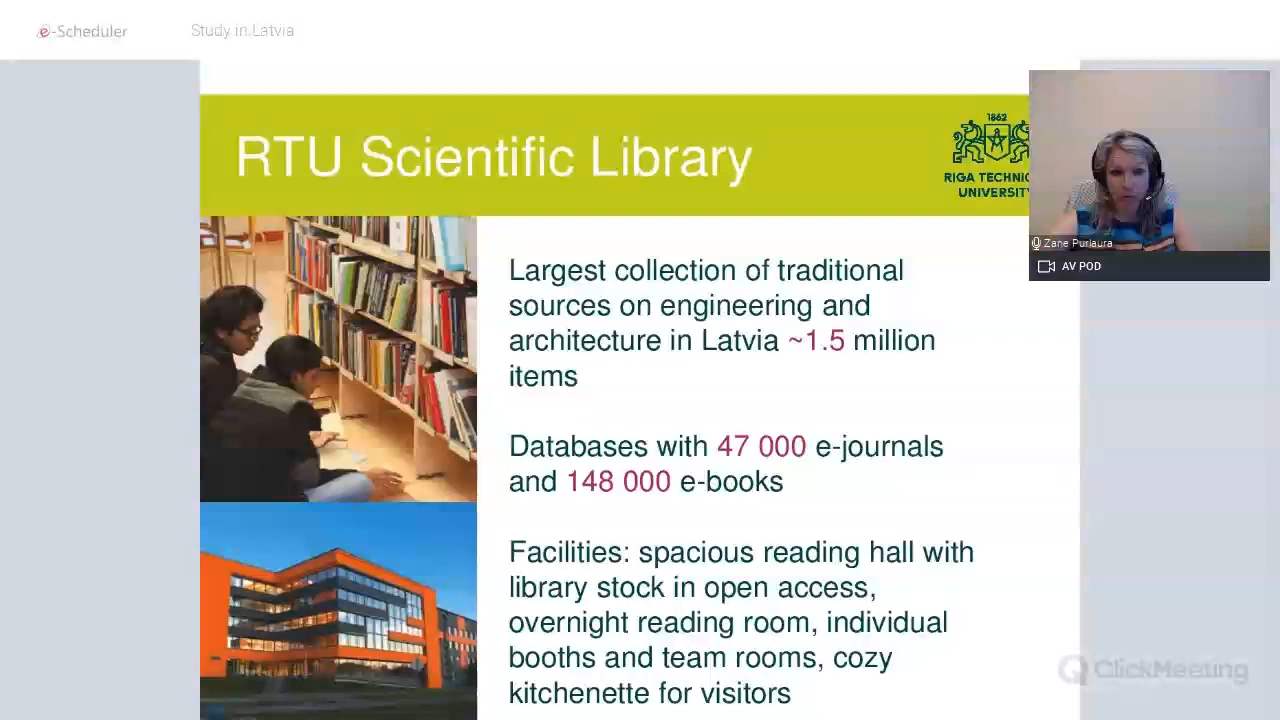 e-Scheduler
Study in Latvia
RTU Scientific Library
1862
RIGA TECHNIC
UNIVERSITY
Zane Purlaura
AV POD
Largest collection of traditional
sources on engineering and
architecture in Latvia ~1.5 million
items
Databases with 47 000 e-journals
and 148 000 e-books
Facilities: spacious reading hall with
library stock in open access,
overnight reading room, individual
booths and team rooms, cozy
kitchenette for visitors
ClickMeeting